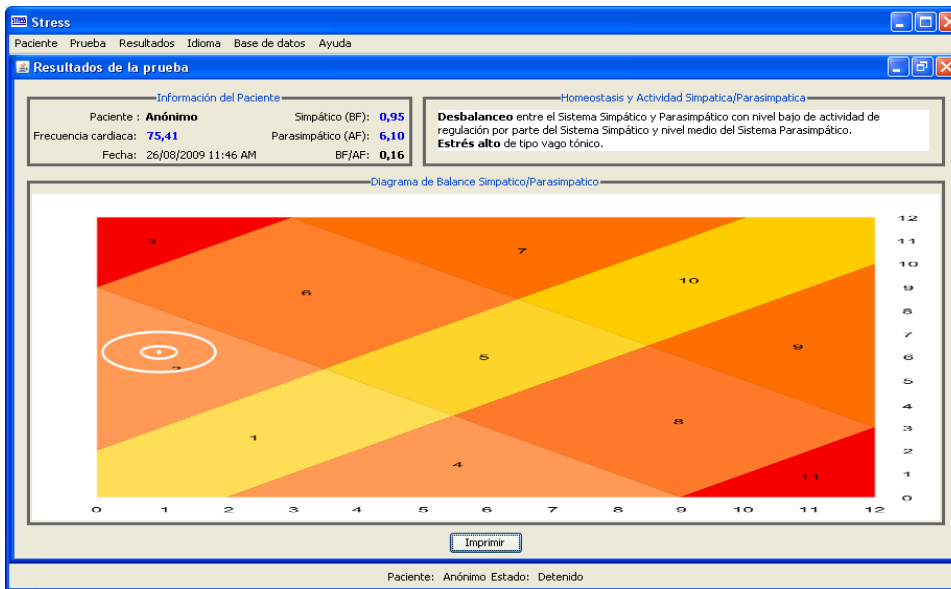 Stress
Paciente Prueba Resultados Idioma Base de datos Ayuda
Resultados de la prueba
Información del Paciente
Paciente : Anónimo Simpático (BF): 0,95
Frecuencia cardiaca: 75,41 Parasimpático (AF): 6,10
Fecha: 26/08/2009 11:46 AM BF/AF: 0,16
Homeostasis y Actividad Simpatica/Parasimpatica
Desbalanceo entre el Sistema Simpático y Parasimpático con nivel bajo de actividad de
regulación por parte del Sistema Simpático y nivel medio del Sistema Parasimpático.
Estrés alto de tipo vago tónico.
Diagrama de Balance Simpatico/Parasimpatico
12
11
10
9
8
7
6
5
4
3
2
1
0
3
7
10
6
9
5
2
8
1
4
11
0 1 2 3 4 5 6 7 8 9 10 11 12
Imprimir
Paciente: Anónimo Estado: Detenido